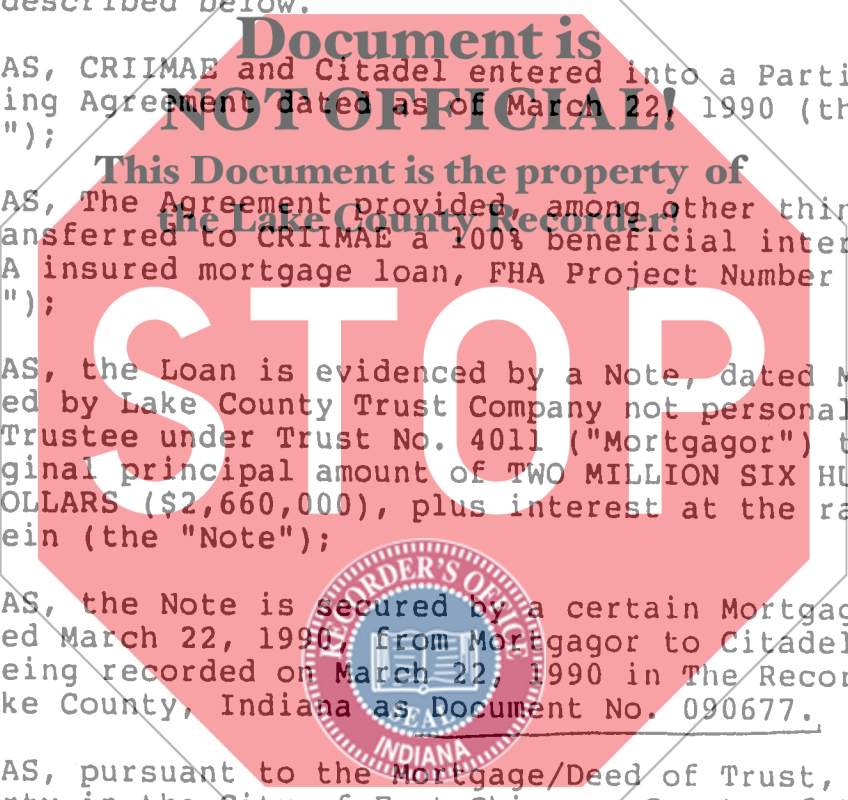 described below.
Document is
AS, CRIIMAE and Citadel entered into a Parti
NOT OFFICIAL!
ing Agreement dated as of March 22, 1990 (th
");
This Document is the property of
AS, The Agreement provided, among other thin
the Lake County Recorder!
ansferred to CRIIMAE a 100% beneficial inter
A insured mortgage loan, FHA Project Number
");
STOP
AS, the Loan is evidenced by a Note, dated M
ed by Lake County Trust Company not personal
Trustee under Trust No. 4011 ("Mortgagor") t
ginal principal amount of TWO MILLION SIX HU
OLLARS ($2,660,000), plus interest at the ra
ein (the "Note");
RECORDER'S OFFICE
AS, the Note is secured by a certain Mortgag
ed March 22, 1990, from Mortgagor to Citadel
eing recorded on March 22, 1990 in The Recor
ke County, Indiana as Document No. 090677.
SEAL
INDIANA
AS, pursuant to the Mortgage/Deed of Trust,